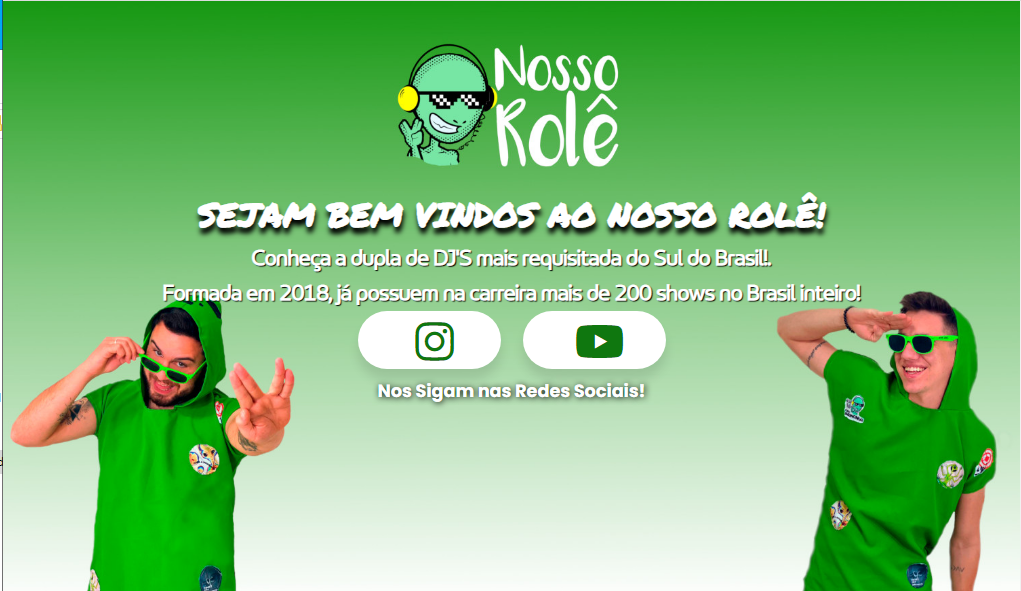 Nosso
Rolê
SEJAM BEM VINDOS AO NOSSO ROLÊ!
Conheça a dupla de DJ'S mais requisitada do Sul do Brasil!.
Formada em 2018, já possuem na carreira mais de 200 shows no Brasil inteiro!
Nos Sigam nas Redes Sociais!